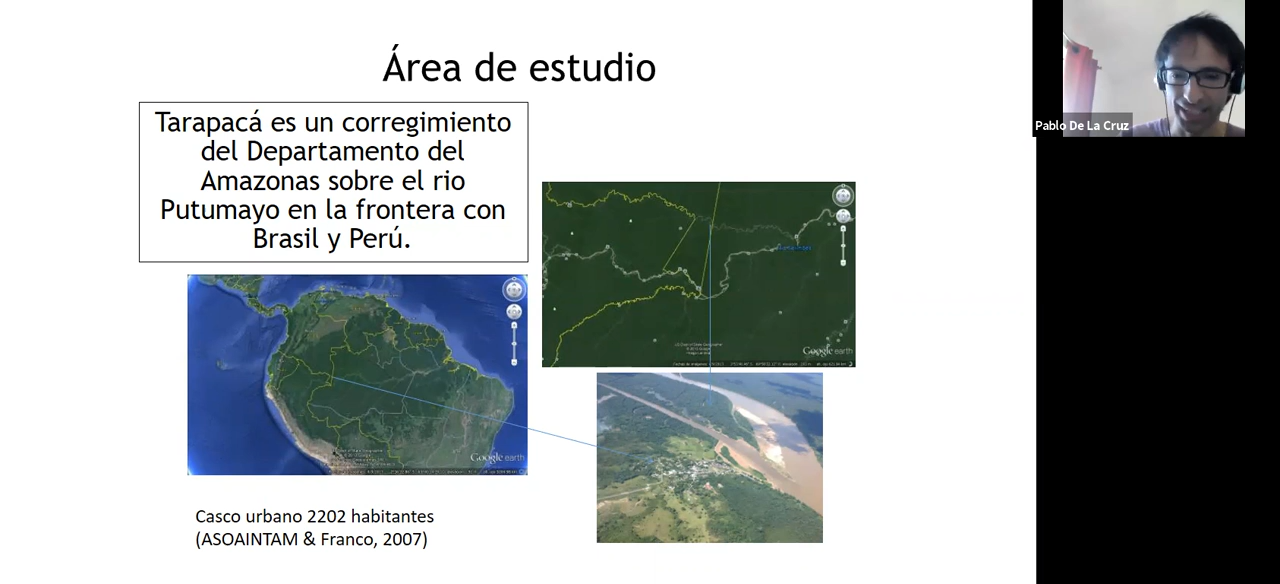 Área de estudio
Tarapacá es un corregimiento
del Departamento del
Amazonas sobre el rio
Putumayo en la frontera con
Brasil y Perú.
Google earth
Google earth
Casco urbano 2202 habitantes
(ASOAINTAM & Franco, 2007)
Pablo De La Cruz